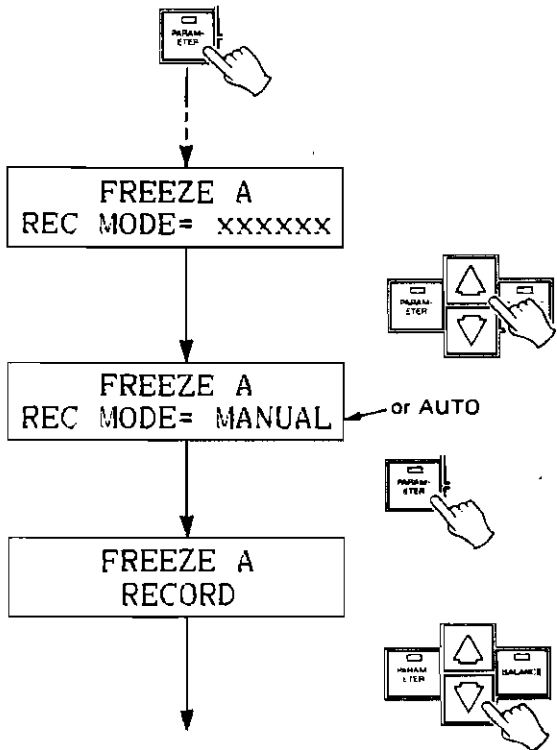 PARAM-
ETER
FREEZE A
REC MODE= xxxxxx
PARAM-
ETER
FREEZE A
REC MODE= MANUAL
or AUTO
PARAM-
ETER
FREEZE A
RECORD
PARAM-
ETER
BALANCE